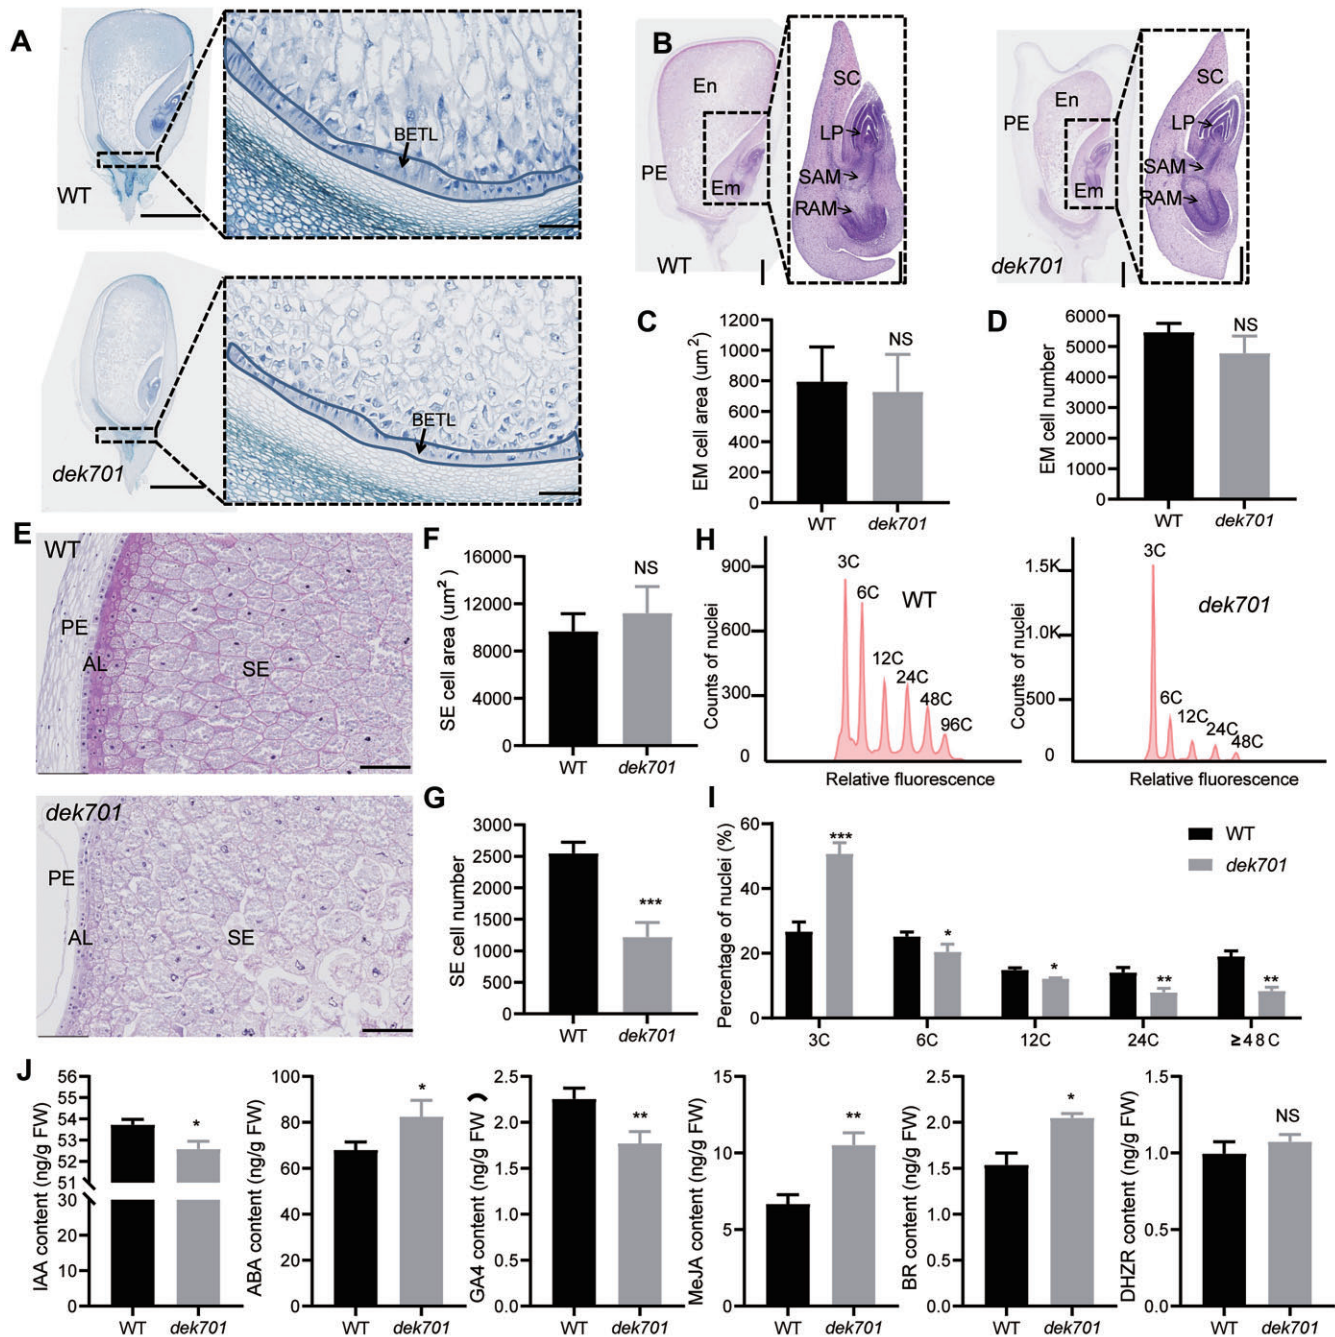 A
WT
BETL
dek701
BETL
B
En
PE
Em
WT
SC
LP
SAM
RAM
PE
En
Em
dek701
SC
LP
SAM
RAM
C
EM cell area (um²)
1200
1000
800
600
400
200
0
NS
WT
dek701
D
EM cell number
6000
5000
4000
3000
2000
1000
0
NS
WT
dek701
E
WT
PE
AL
SE
dek701
PE
AL
SE
F
SE cell area (um²)
16000
12000
8000
4000
0
NS
WT
dek701
G
SE cell number
3000
2500
2000
1500
1000
500
0
***
WT
dek701
H
Counts of nuclei
900
600
300
0
3C
6C
12C
24C
48C
96C
WT
Relative fluorescence
Counts of nuclei
1.5K
1.0K
500
0
3C
6C
12C
24C
48C
dek701
Relative fluorescence
I
Percentage of nuclei (%)
60
40
20
0
***
*
*
**
**
WT
dek701
3C
6C
12C
24C
≥48C
J
IAA content (ng/g FW)
56
55
54
53
52
51
30
20
10
0
*
WT
dek701
ABA content (ng/g FW)
100
80
60
40
20
0
*
WT
dek701
GA4 content (ng/g FW)
2.5
2.0
1.5
1.0
0.5
0.0
**
WT
dek701
MeJA content (ng/g FW)
15
10
5
0
**
WT
dek701
BR content (ng/g FW)
2.5
2.0
1.5
1.0
0.5
0.0
*
WT
dek701
DHZR content (ng/g FW)
1.5
1.0
0.5
0.0
NS
WT
dek701